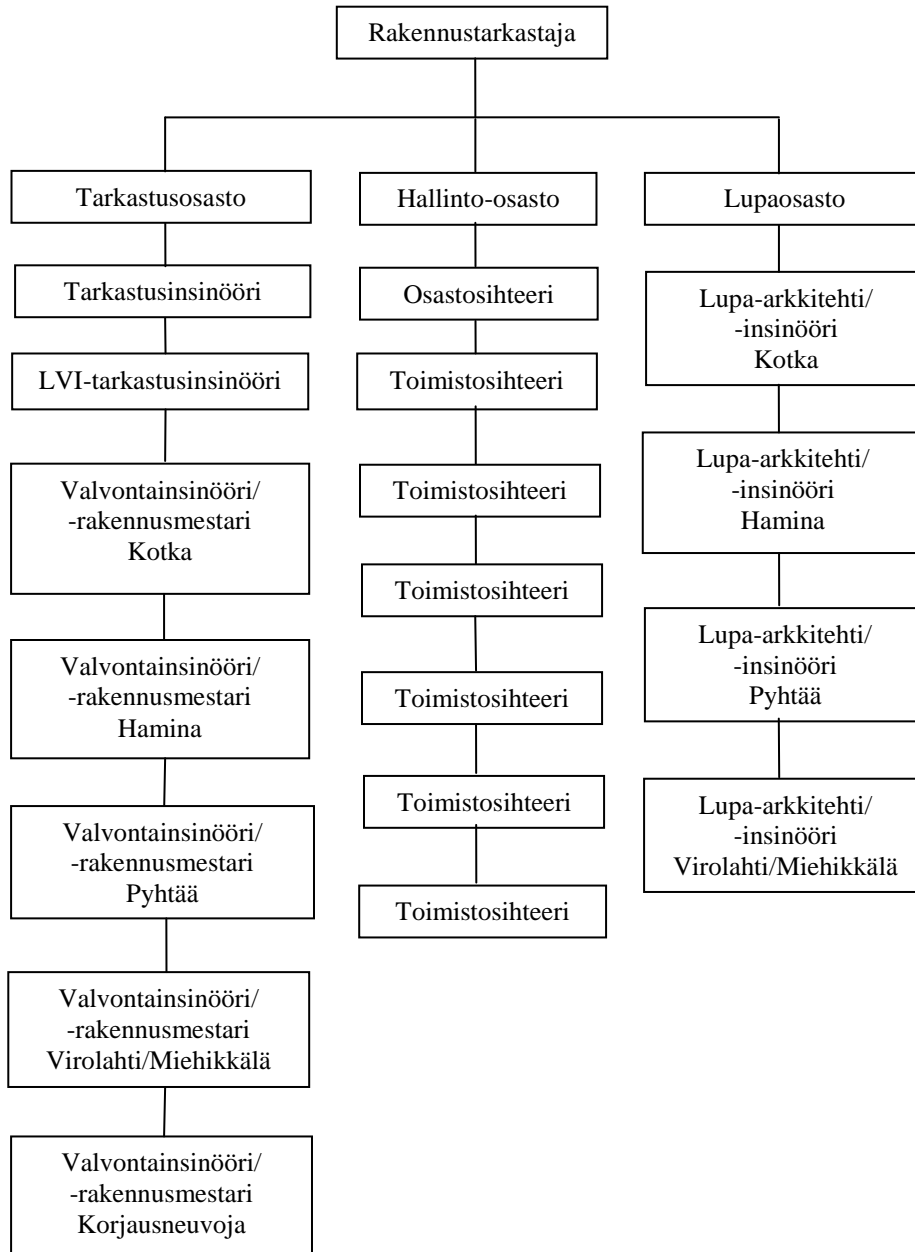 Rakennustarkastaja
Tarkastusosasto
Tarkastusinsinööri
LVI-tarkastusinsinööri
Valvontainsinööri/
-rakennusmestari
Kotka
Valvontainsinööri/
-rakennusmestari
Hamina
Valvontainsinööri/
-rakennusmestari
Pyhtää
Valvontainsinööri/
-rakennusmestari
Virolahti/Miehikkälä
Valvontainsinööri/
-rakennusmestari
Korjausneuvoja
Hallinto-osasto
Osastosihteeri
Toimistosihteeri
Toimistosihteeri
Toimistosihteeri
Toimistosihteeri
Toimistosihteeri
Toimistosihteeri
Lupaosasto
Lupa-arkkitehti/
-insinööri
Kotka
Lupa-arkkitehti/
-insinööri
Hamina
Lupa-arkkitehti/
-insinööri
Pyhtää
Lupa-arkkitehti/
-insinööri
Virolahti/Miehikkälä